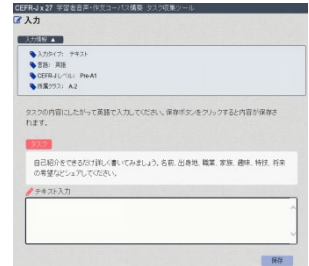 CEFR-J x 27 学習者音声・作文コーパス構築 タスク収集ツール
入力
入力情報 ▲
入力タイプ: テキスト
言語: 英語
CEFR-Jレベル: Pre-A1
所属クラス: A.2
タスクの内容にしたがって英語で入力してください。保存ボタンをクリックすると内容が保存さ
れます。
タスク
自己紹介をできるだけ詳しく書いてみましょう。名前、出身地、職業、家族、趣味、特技、将来
の希望などシェアしてください。
テキスト入力
保存